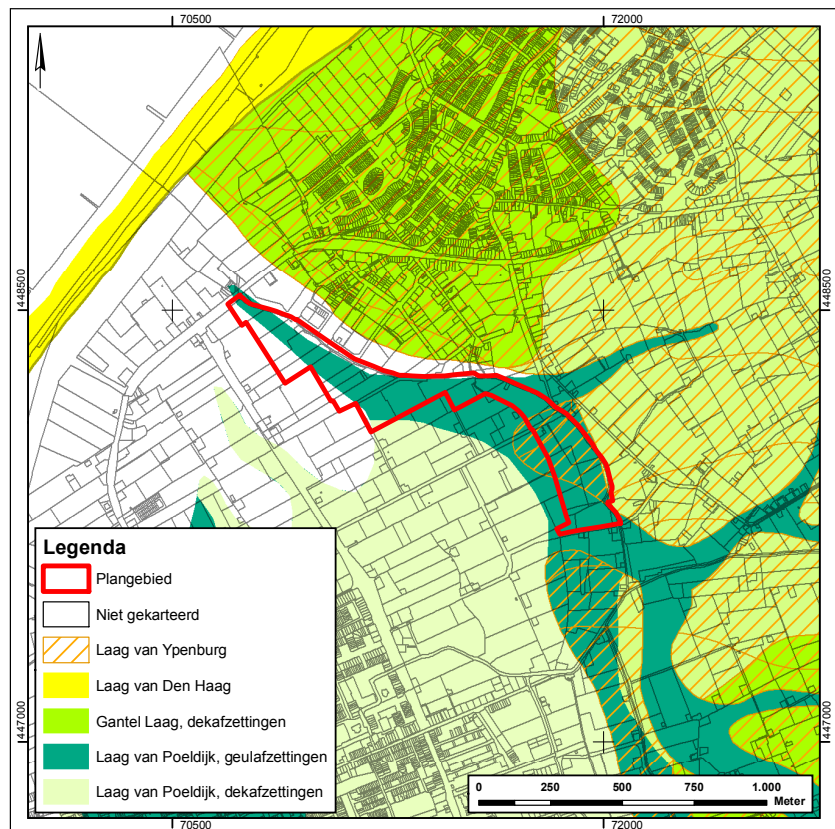 70500 72000
448500 448500
447000 447000
Legenda
Plangebied
Niet gekarteerd
Laag van Ypenburg
Laag van Den Haag
Gantel Laag, dekafzettingen
Laag van Poeldijk, geulafzettingen
Laag van Poeldijk, dekafzettingen
0 250 500 750 1.000
Meter
70500 72000